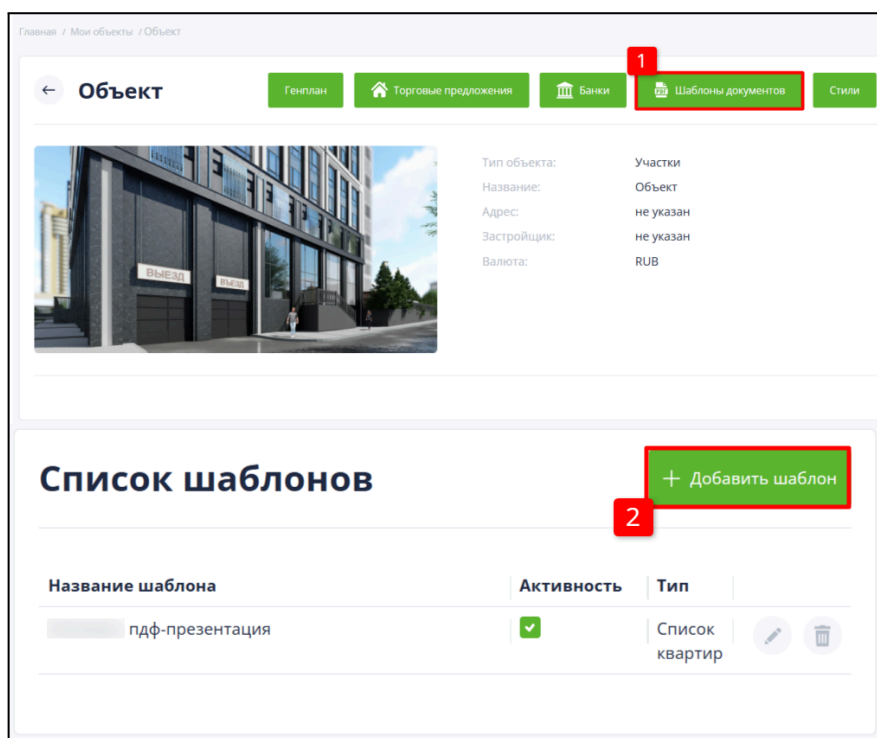 Главная / Мои объекты / Объект
1
← Объект Генплан Торговые предложения Банки Шаблоны документов Стили
Тип объекта: Участки
Название: Объект
Адрес: не указан
Застройщик: не указан
Валюта: RUB
ВЫЕЗД
ВЪЕЗД
Список шаблонов
+ Добавить шаблон
2
Название шаблона Активность Тип
пдф-презентация Список
квартир